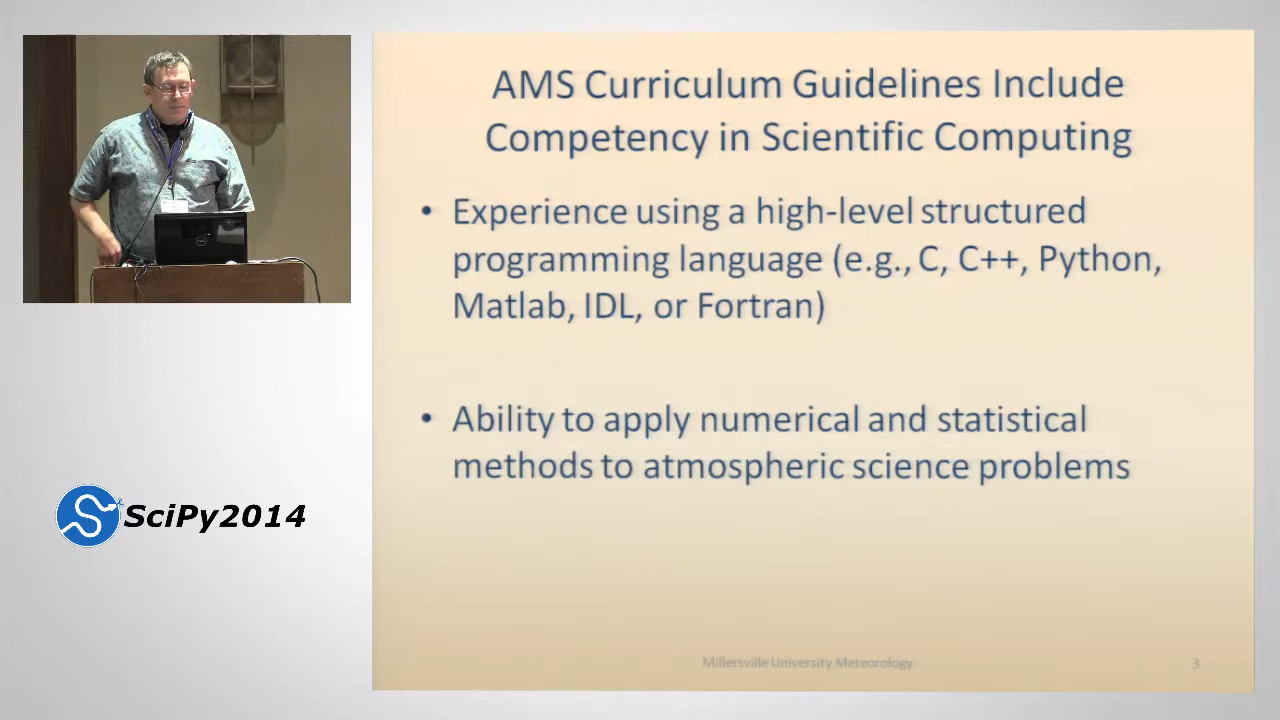 AMS Curriculum Guidelines Include
Competency in Scientific Computing
• Experience using a high-level structured
programming language (e.g., C, C++, Python,
Matlab, IDL, or Fortran)
• Ability to apply numerical and statistical
methods to atmospheric science problems
SciPy2014
Millersville University Meteorology
3